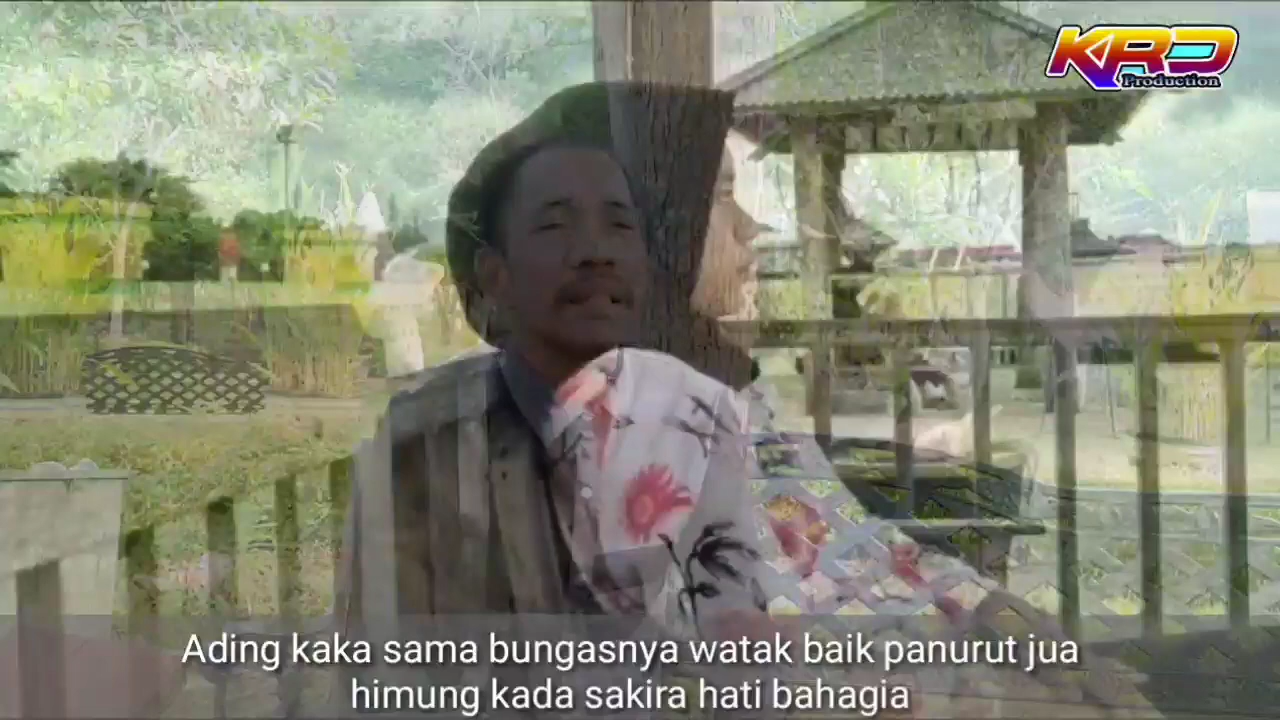 KRD
Production
Ading kaka sama bungasnya watak baik panurut jua
himung kada sakira hati bahagia